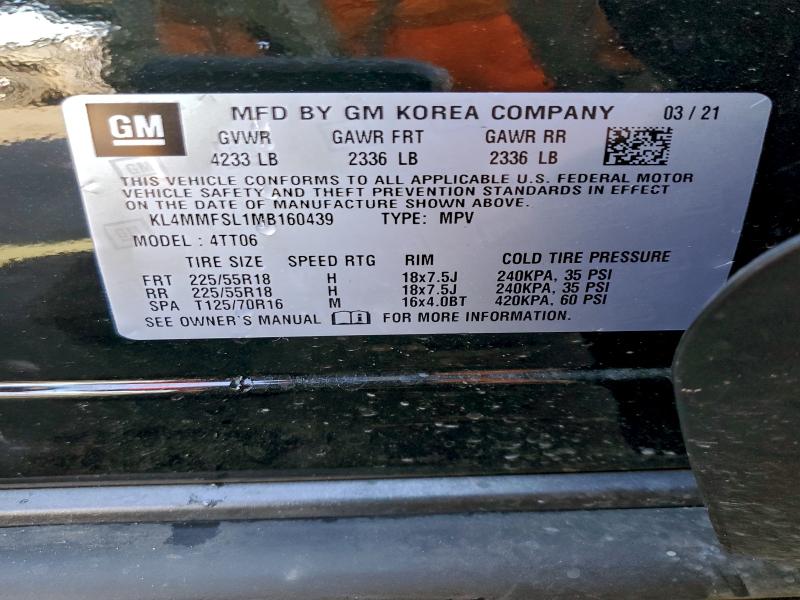 GM
MFD BY GM KOREA COMPANY 03 / 21
GVWR GAWR FRT GAWR RR
4233 LB 2336 LB 2336 LB
THIS VEHICLE CONFORMS TO ALL APPLICABLE U.S. FEDERAL MOTOR
VEHICLE SAFETY AND THEFT PREVENTION STANDARDS IN EFFECT
ON THE DATE OF MANUFACTURE SHOWN ABOVE.
KL4MMFSL1MB160439 TYPE: MPV
MODEL : 4TT06
TIRE SIZE SPEED RTG RIM COLD TIRE PRESSURE
FRT 225/55R18 H 18x7.5J 240KPA, 35 PSI
RR 225/55R18 H 18x7.5J 240KPA, 35 PSI
SPA T125/70R16 M 16x4.0BT 420KPA, 60 PSI
SEE OWNER'S MANUAL FOR MORE INFORMATION.